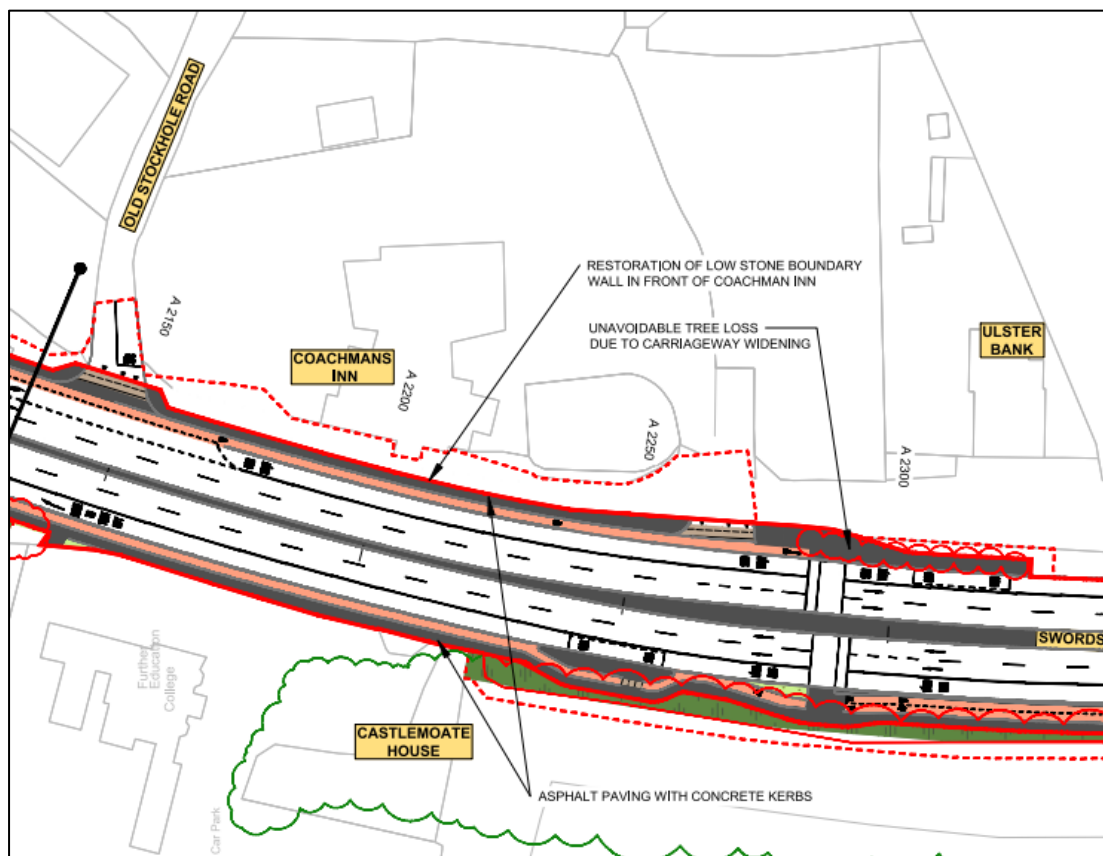 OLD STOCKHOLE ROAD
A 2150
RESTORATION OF LOW STONE BOUNDARY
WALL IN FRONT OF COACHMAN INN
UNAVOIDABLE TREE LOSS
DUE TO CARRIAGEWAY WIDENING
ULSTER
BANK
COACHMANS
INN
A 2200
A 2250
A 2300
SWORDS
Further
Education
College
CASTLEMOATE
HOUSE
ASPHALT PAVING WITH CONCRETE KERBS
Car Park